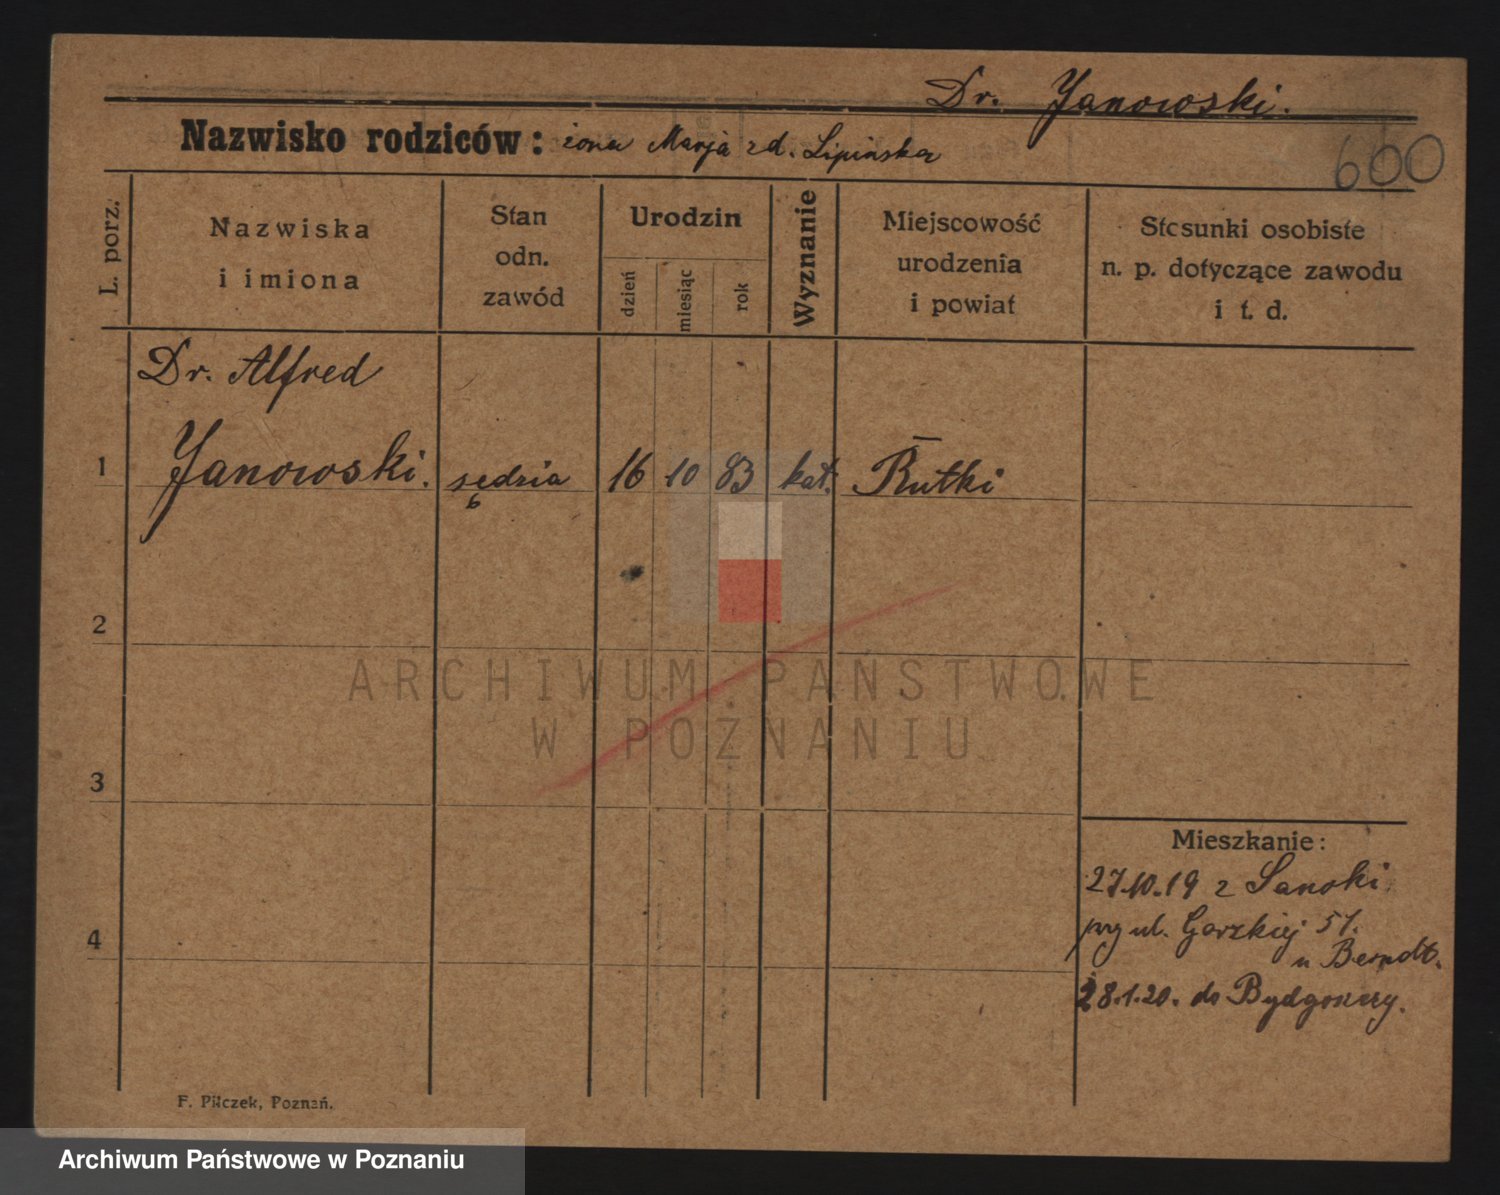 Dr. Janowski.
Nazwisko rodziców: żona Marja zd. Lipińska
600
L. porz.
Nazwiska
i imiona
Stan
odn.
zawód
Urodzin
dzień
miesiąc
rok
Wyznanie
Miejscowość
urodzenia
i powiat
Stosunki osobiste
n. p. dotyczące zawodu
i t. d.
Dr. Alfred
1 Janowski. sędzia 16 10 83 kat. Rutki
2
3
4
ARCHIWUM PAŃSTWOWE
W POZNANIU
Mieszkanie:
27.10.19 z
ul. 51.
u Berndt.
28.1.20. do Bydgoszczy.
F. Pilczek, Poznań.
Archiwum Państwowe w Poznaniu